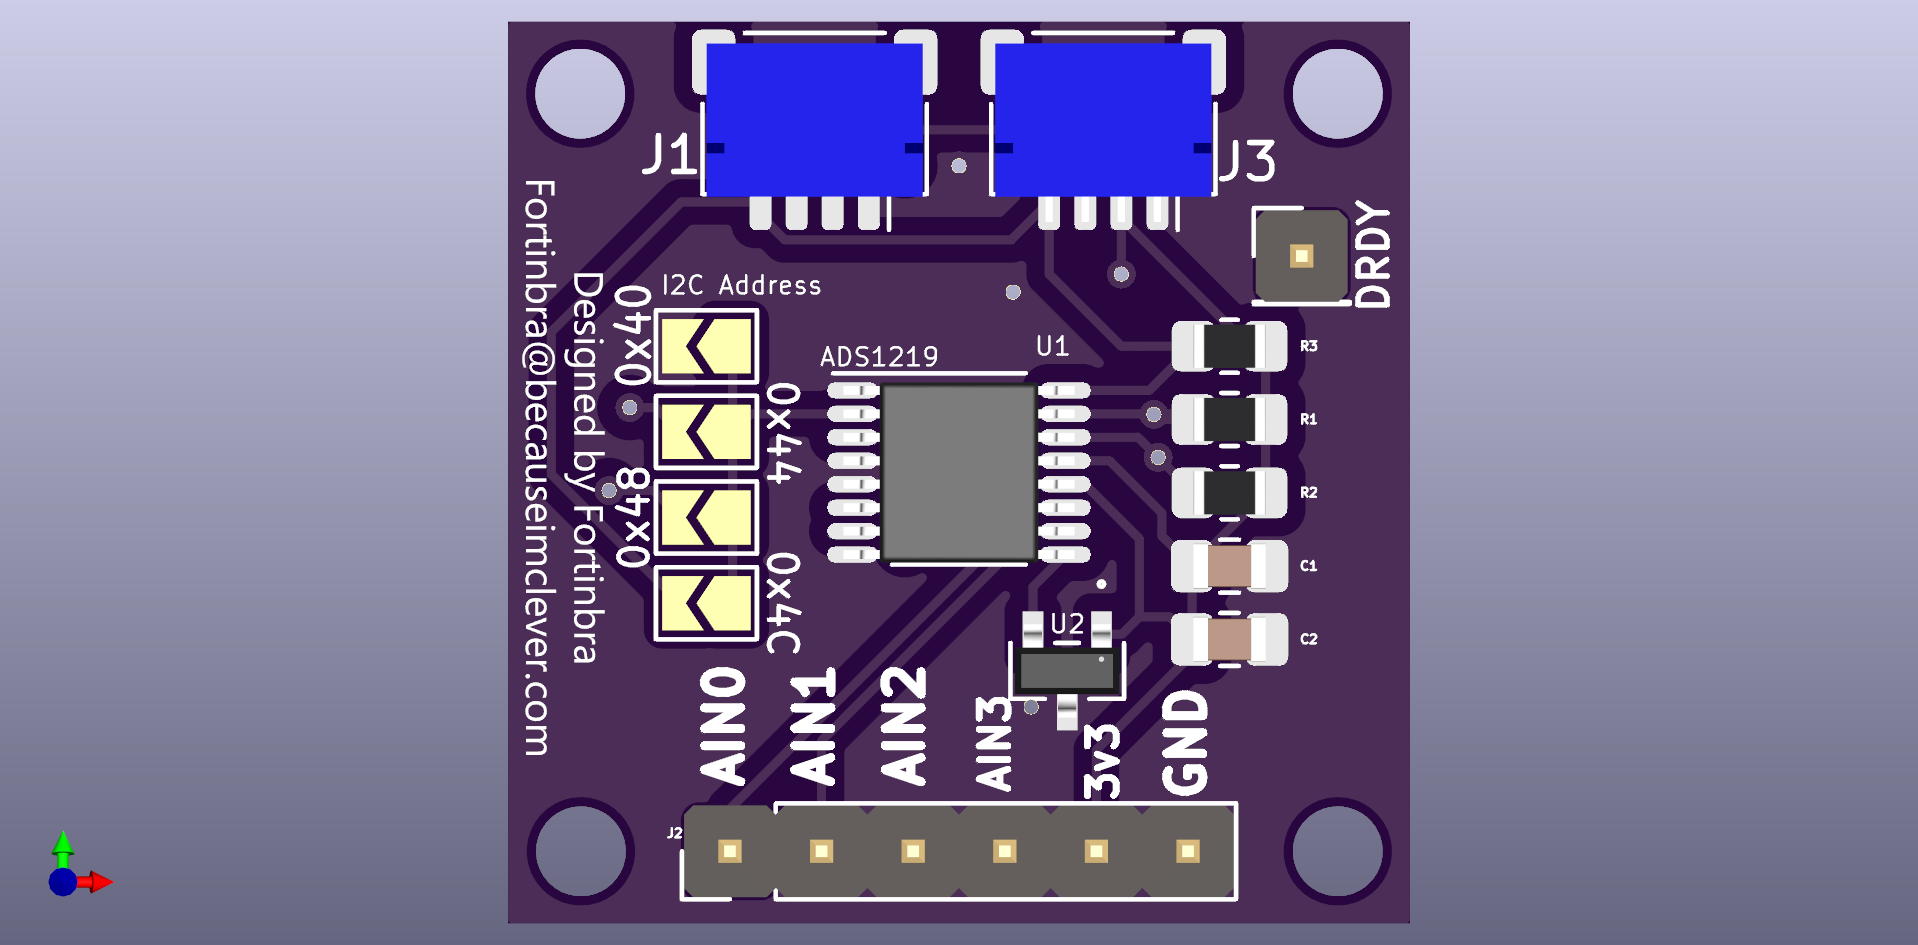 J1
J3
DRDY
I2C Address
0x40
0x44
0x48
0x4C
Designed by Fortinbra
Fortinbra@becauseimclever.com
ADS1219
U1
R3
R1
R2
C1
C2
U2
AIN0
AIN1
AIN2
AIN3
3v3
GND
J2